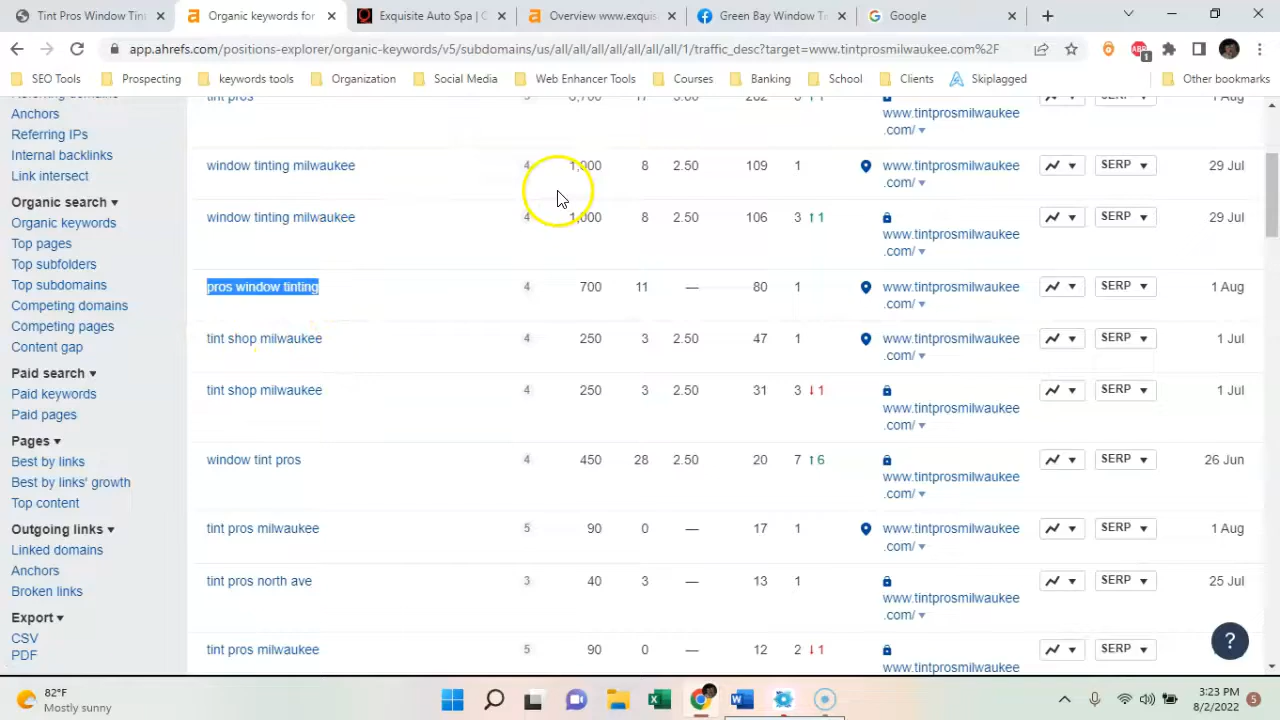 Tint Pros Window Tint
Organic keywords for
Exquisite Auto Spa | C
Overview www.exquis
Green Bay Window T
Google
app.ahrefs.com/positions-explorer/organic-keywords/v5/subdomains/us/all/all/all/all/all/all/all/1/traffic_desc?target=www.tintprosmilwaukee.com%2F
SEO Tools Prospecting keywords tools Organization Social Media Web Enhancer Tools Courses Banking School Clients Skiplagged Other bookmarks
Referring domains
Anchors
Referring IPs
Internal backlinks
Link intersect
Organic search
Organic keywords
Top pages
Top subfolders
Top subdomains
Competing domains
Competing pages
Content gap
Paid search
Paid keywords
Paid pages
Pages
Best by links
Best by links' growth
Top content
Outgoing links
Linked domains
Anchors
Broken links
Export
CSV
PDF
tint pros
www.tintprosmilwaukee
.com/
window tinting milwaukee 4 1,000 8 2.50 109 1 www.tintprosmilwaukee SERP 29 Jul
.com/
window tinting milwaukee 4 1,000 8 2.50 106 3 ↑1 SERP 29 Jul
www.tintprosmilwaukee
.com/
pros window tinting 4 700 11 — 80 1 www.tintprosmilwaukee SERP 1 Aug
.com/
tint shop milwaukee 4 250 3 2.50 47 1 www.tintprosmilwaukee SERP 1 Jul
.com/
tint shop milwaukee 4 250 3 2.50 31 3 ↓1 SERP 1 Jul
www.tintprosmilwaukee
.com/
window tint pros 4 450 28 2.50 20 7 ↑6 SERP 26 Jun
www.tintprosmilwaukee
.com/
tint pros milwaukee 5 90 0 — 17 1 www.tintprosmilwaukee SERP 1 Aug
.com/
tint pros north ave 3 40 3 — 13 1 SERP 25 Jul
www.tintprosmilwaukee
.com/
tint pros milwaukee 5 90 0 — 12 2 ↓1 SERP
www.tintprosmilwaukee
?
82°F
Mostly sunny
3:23 PM
8/2/2022
5